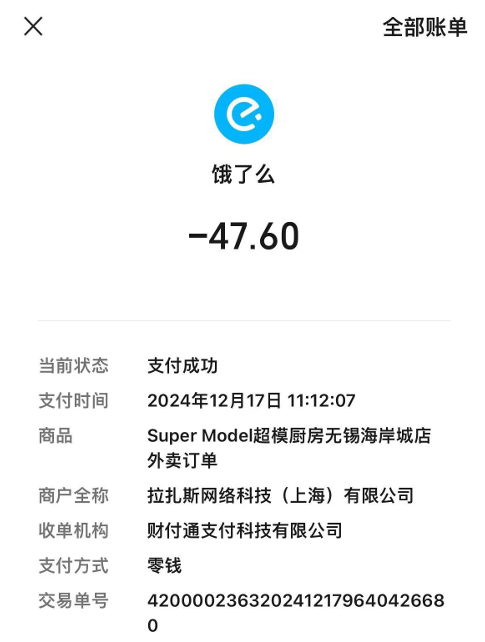 全部账单
饿了么
-47.60
当前状态 支付成功
支付时间 2024年12月17日 11:12:07
商品 Super Model超模厨房无锡海岸城店
外卖订单
商户全称 拉扎斯网络科技（上海）有限公司
收单机构 财付通支付科技有限公司
支付方式 零钱
交易单号 420000236320241217964042668
0